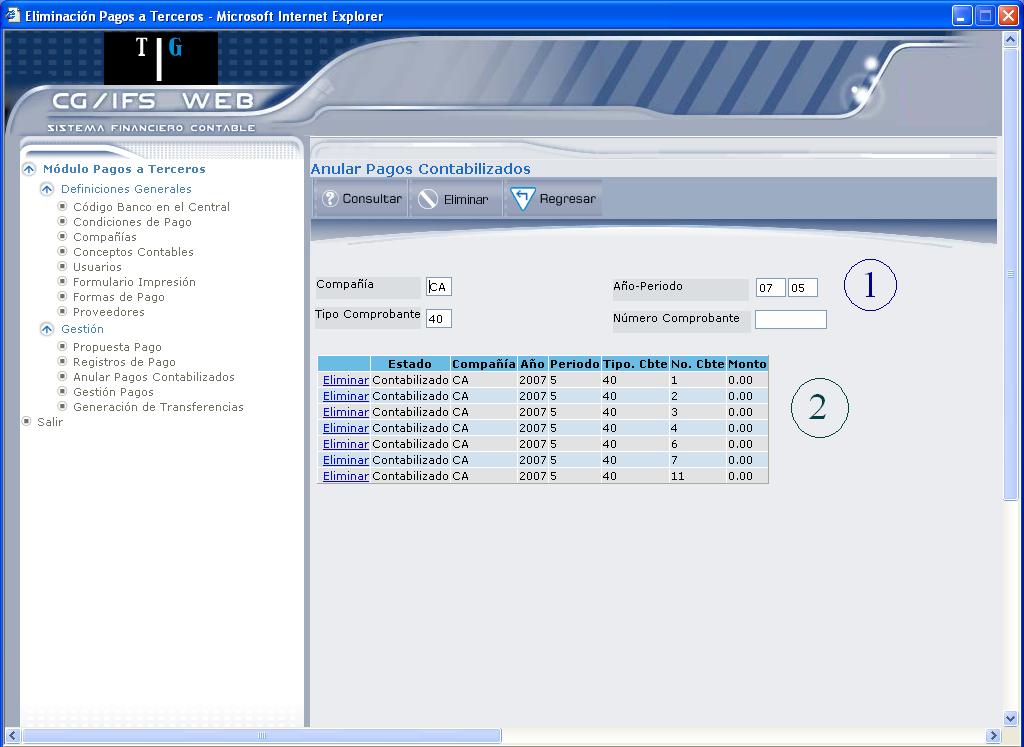 Eliminación Pagos a Terceros - Microsoft Internet Explorer
T G
CG/IFS WEB
SISTEMA FINANCIERO CONTABLE
Módulo Pagos a Terceros
Definiciones Generales
Código Banco en el Central
Condiciones de Pago
Compañías
Conceptos Contables
Usuarios
Formulario Impresión
Formas de Pago
Proveedores
Gestión
Propuesta Pago
Registros de Pago
Anular Pagos Contabilizados
Gestión Pagos
Generación de Transferencias
Salir
Anular Pagos Contabilizados
Consultar Eliminar Regresar
Compañía CA Año-Periodo 07 05 1
Tipo Comprobante 40 Número Comprobante
Estado Compañía Año Periodo Tipo. Cbte No. Cbte Monto
Eliminar Contabilizado CA 2007 5 40 1 0.00
Eliminar Contabilizado CA 2007 5 40 2 0.00
Eliminar Contabilizado CA 2007 5 40 3 0.00
Eliminar Contabilizado CA 2007 5 40 4 0.00
Eliminar Contabilizado CA 2007 5 40 6 0.00
Eliminar Contabilizado CA 2007 5 40 7 0.00
Eliminar Contabilizado CA 2007 5 40 11 0.00
2